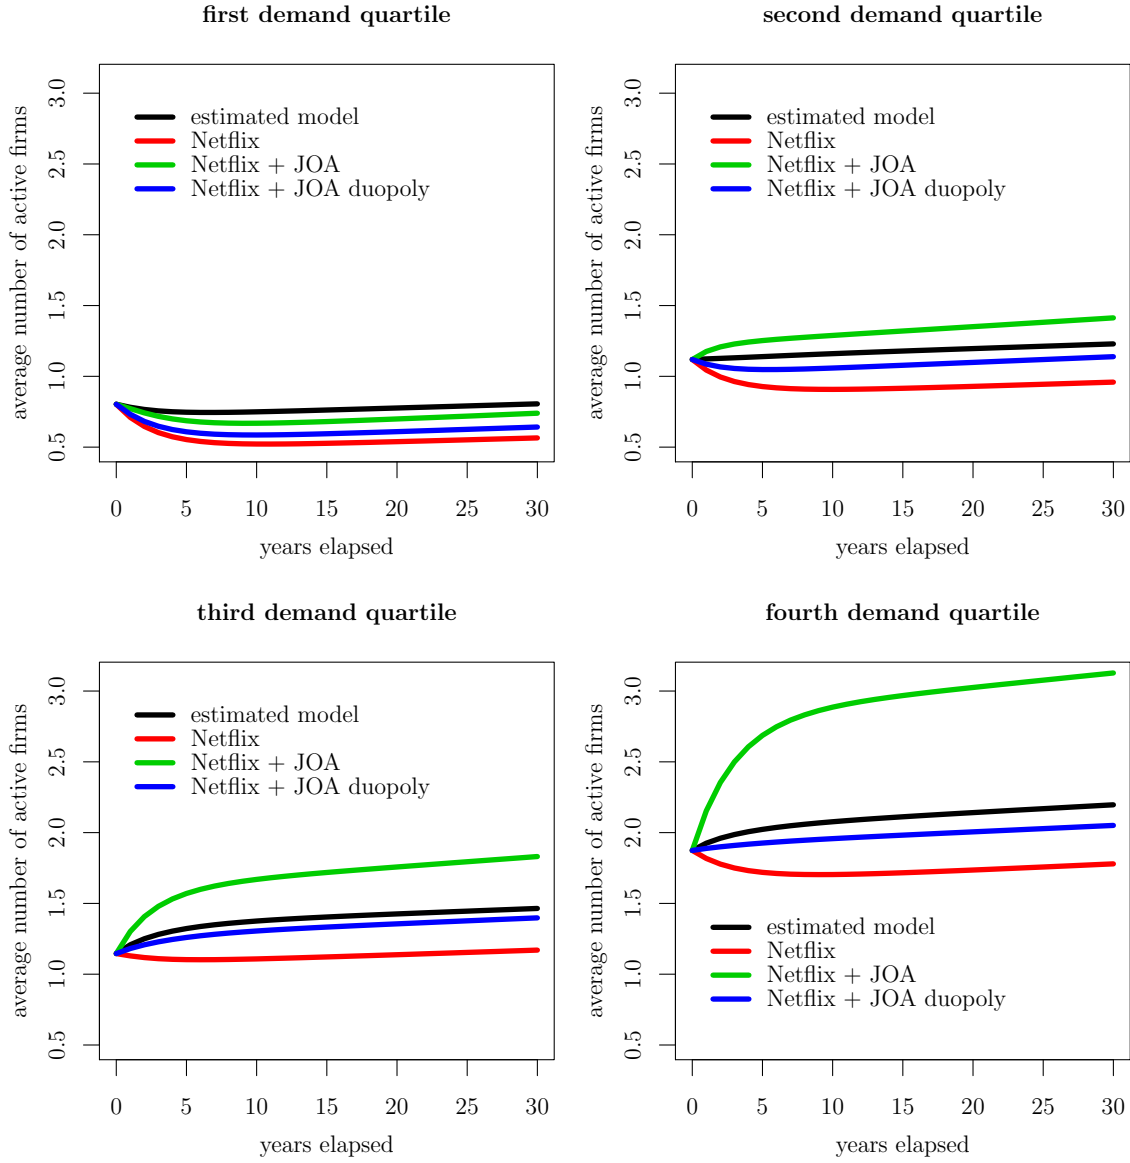 first demand quartile
average number of active firms
3.0
2.5
2.0
1.5
1.0
0.5
estimated model
Netflix
Netflix + JOA
Netflix + JOA duopoly
0 5 10 15 20 25 30
years elapsed
second demand quartile
average number of active firms
3.0
2.5
2.0
1.5
1.0
0.5
estimated model
Netflix
Netflix + JOA
Netflix + JOA duopoly
0 5 10 15 20 25 30
years elapsed
third demand quartile
average number of active firms
3.0
2.5
2.0
1.5
1.0
0.5
estimated model
Netflix
Netflix + JOA
Netflix + JOA duopoly
0 5 10 15 20 25 30
years elapsed
fourth demand quartile
average number of active firms
3.0
2.5
2.0
1.5
1.0
0.5
estimated model
Netflix
Netflix + JOA
Netflix + JOA duopoly
0 5 10 15 20 25 30
years elapsed